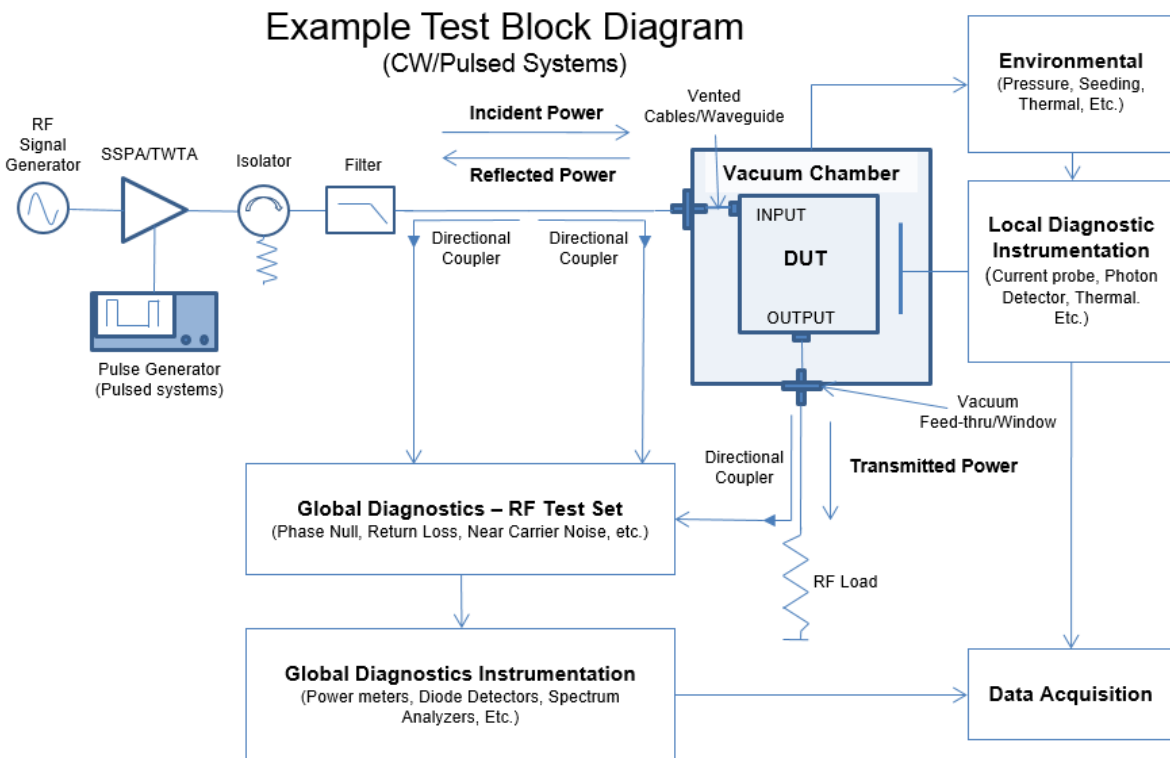 Example Test Block Diagram
(CW/Pulsed Systems)
RF
Signal
Generator
SSPA/TWTA
Isolator
Filter
Incident Power
Reflected Power
Vented
Cables/Waveguide
Environmental
(Pressure, Seeding,
Thermal, Etc.)
Vacuum Chamber
INPUT
DUT
OUTPUT
Directional
Coupler
Directional
Coupler
Local Diagnostic
Instrumentation
(Current probe, Photon
Detector, Thermal.
Etc.)
Pulse Generator
(Pulsed systems)
Vacuum
Feed-thru/Window
Directional
Coupler
Transmitted Power
Global Diagnostics – RF Test Set
(Phase Null, Return Loss, Near Carrier Noise, etc.)
RF Load
Global Diagnostics Instrumentation
(Power meters, Diode Detectors, Spectrum
Analyzers, Etc.)
Data Acquisition